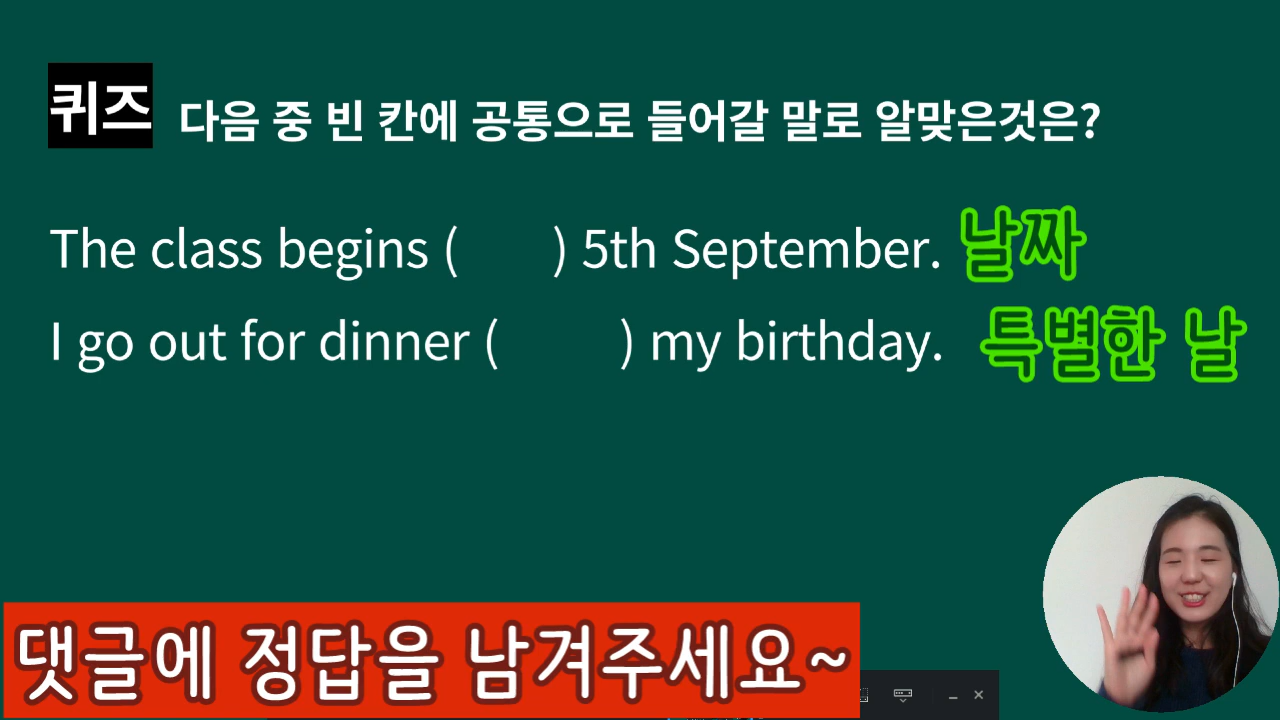 퀴즈 다음 중 빈 칸에 공통으로 들어갈 말로 알맞은것은?
The class begins (       ) 5th September. 날짜
I go out for dinner (         ) my birthday. 특별한 날
댓글에 정답을 남겨주세요~